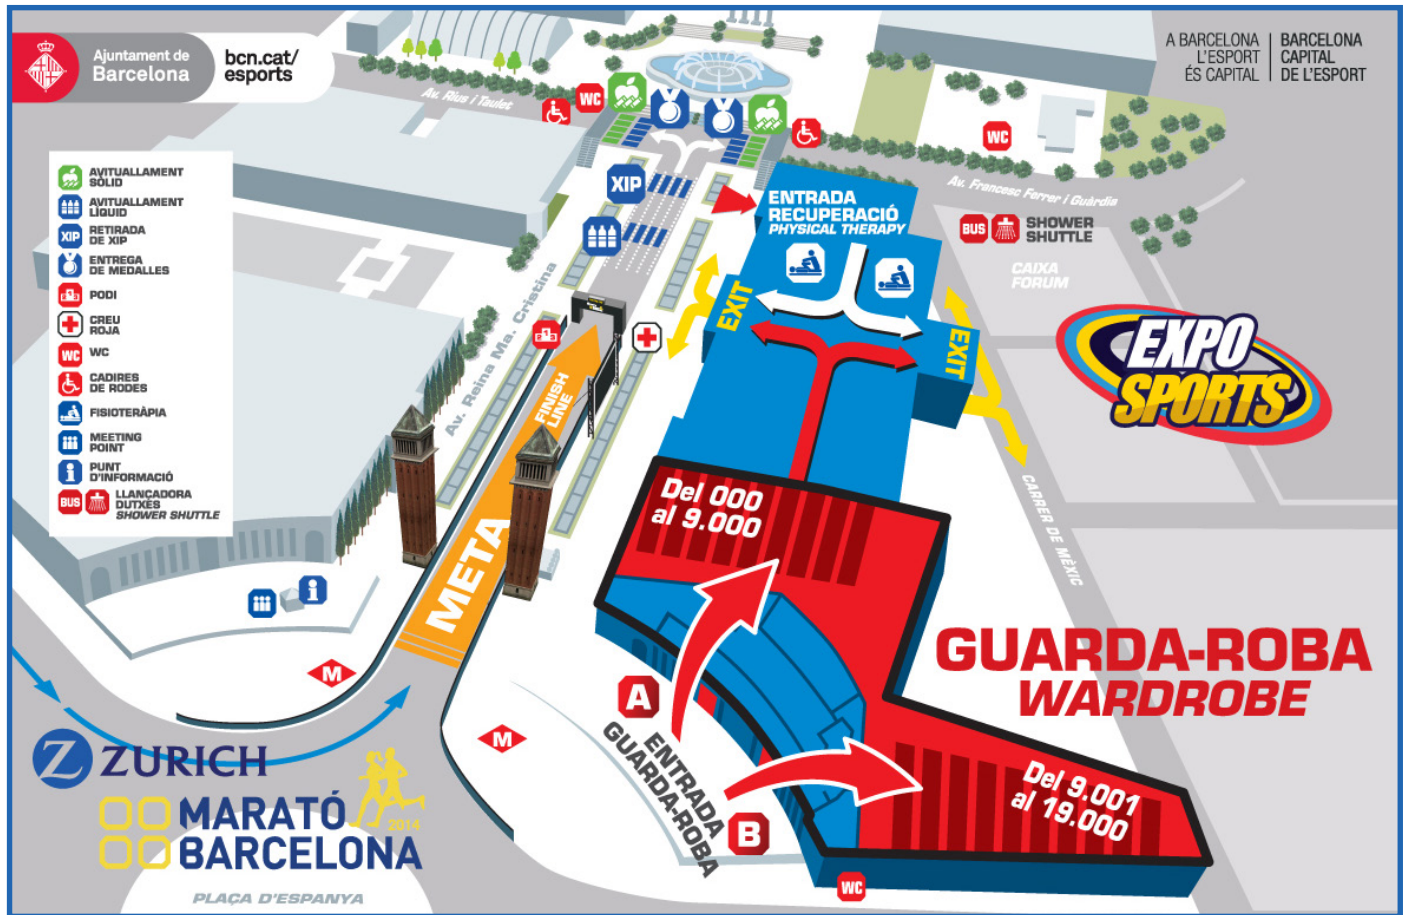 Ajuntament de
Barcelona
bcn.cat/
esports
A BARCELONA
L'ESPORT
ÉS CAPITAL
BARCELONA
CAPITAL
DE L'ESPORT
Av. Rius i Taulet
WC
WC
AVITUALLAMENT
SÒLID
AVITUALLAMENT
LÍQUID
XIP
RETIRADA
DE XIP
ENTREGA
DE MEDALLES
PODI
CREU
ROJA
WC
WC
CADIRES
DE RODES
FISIOTERÀPIA
MEETING
POINT
PUNT
D'INFORMACIÓ
BUS
LLANÇADORA
DUTXES
SHOWER SHUTTLE
XIP
ENTRADA
RECUPERACIÓ
PHYSICAL THERAPY
Av. Francesc Ferrer i Guàrdia
BUS
SHOWER
SHUTTLE
CAIXA
FORUM
EXIT
EXIT
EXPO
SPORTS
Av. Reina Ma. Cristina
FINISH
LINE
META
CARRER DE MÈXIC
Del 000
al 9.000
GUARDA-ROBA
WARDROBE
A
ENTRADA
GUARDA-ROBA
B
Del 9.001
al 19.000
M
M
WC
ZURICH
MARATÓ
2014
BARCELONA
PLAÇA D'ESPANYA